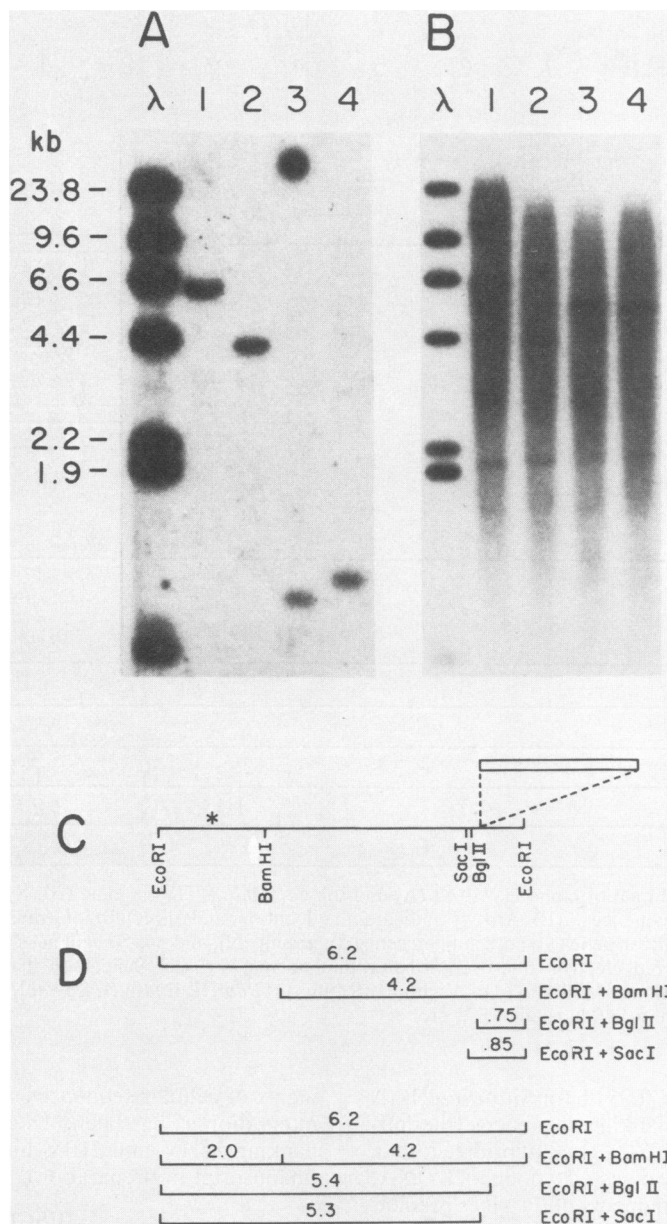 A
B
λ 1 2 3 4
λ 1 2 3 4
kb
23.8 –
9.6 –
6.6 –
4.4 –
2.2 –
1.9 –
C
*
EcoRI
BamHI
SacI
BglII
EcoRI
D
6.2 EcoRI
4.2 EcoRI + BamHI
.75 EcoRI + BglII
.85 EcoRI + SacI
6.2 EcoRI
2.0 4.2 EcoRI + BamHI
5.4 EcoRI + BglII
5.3 EcoRI + SacI